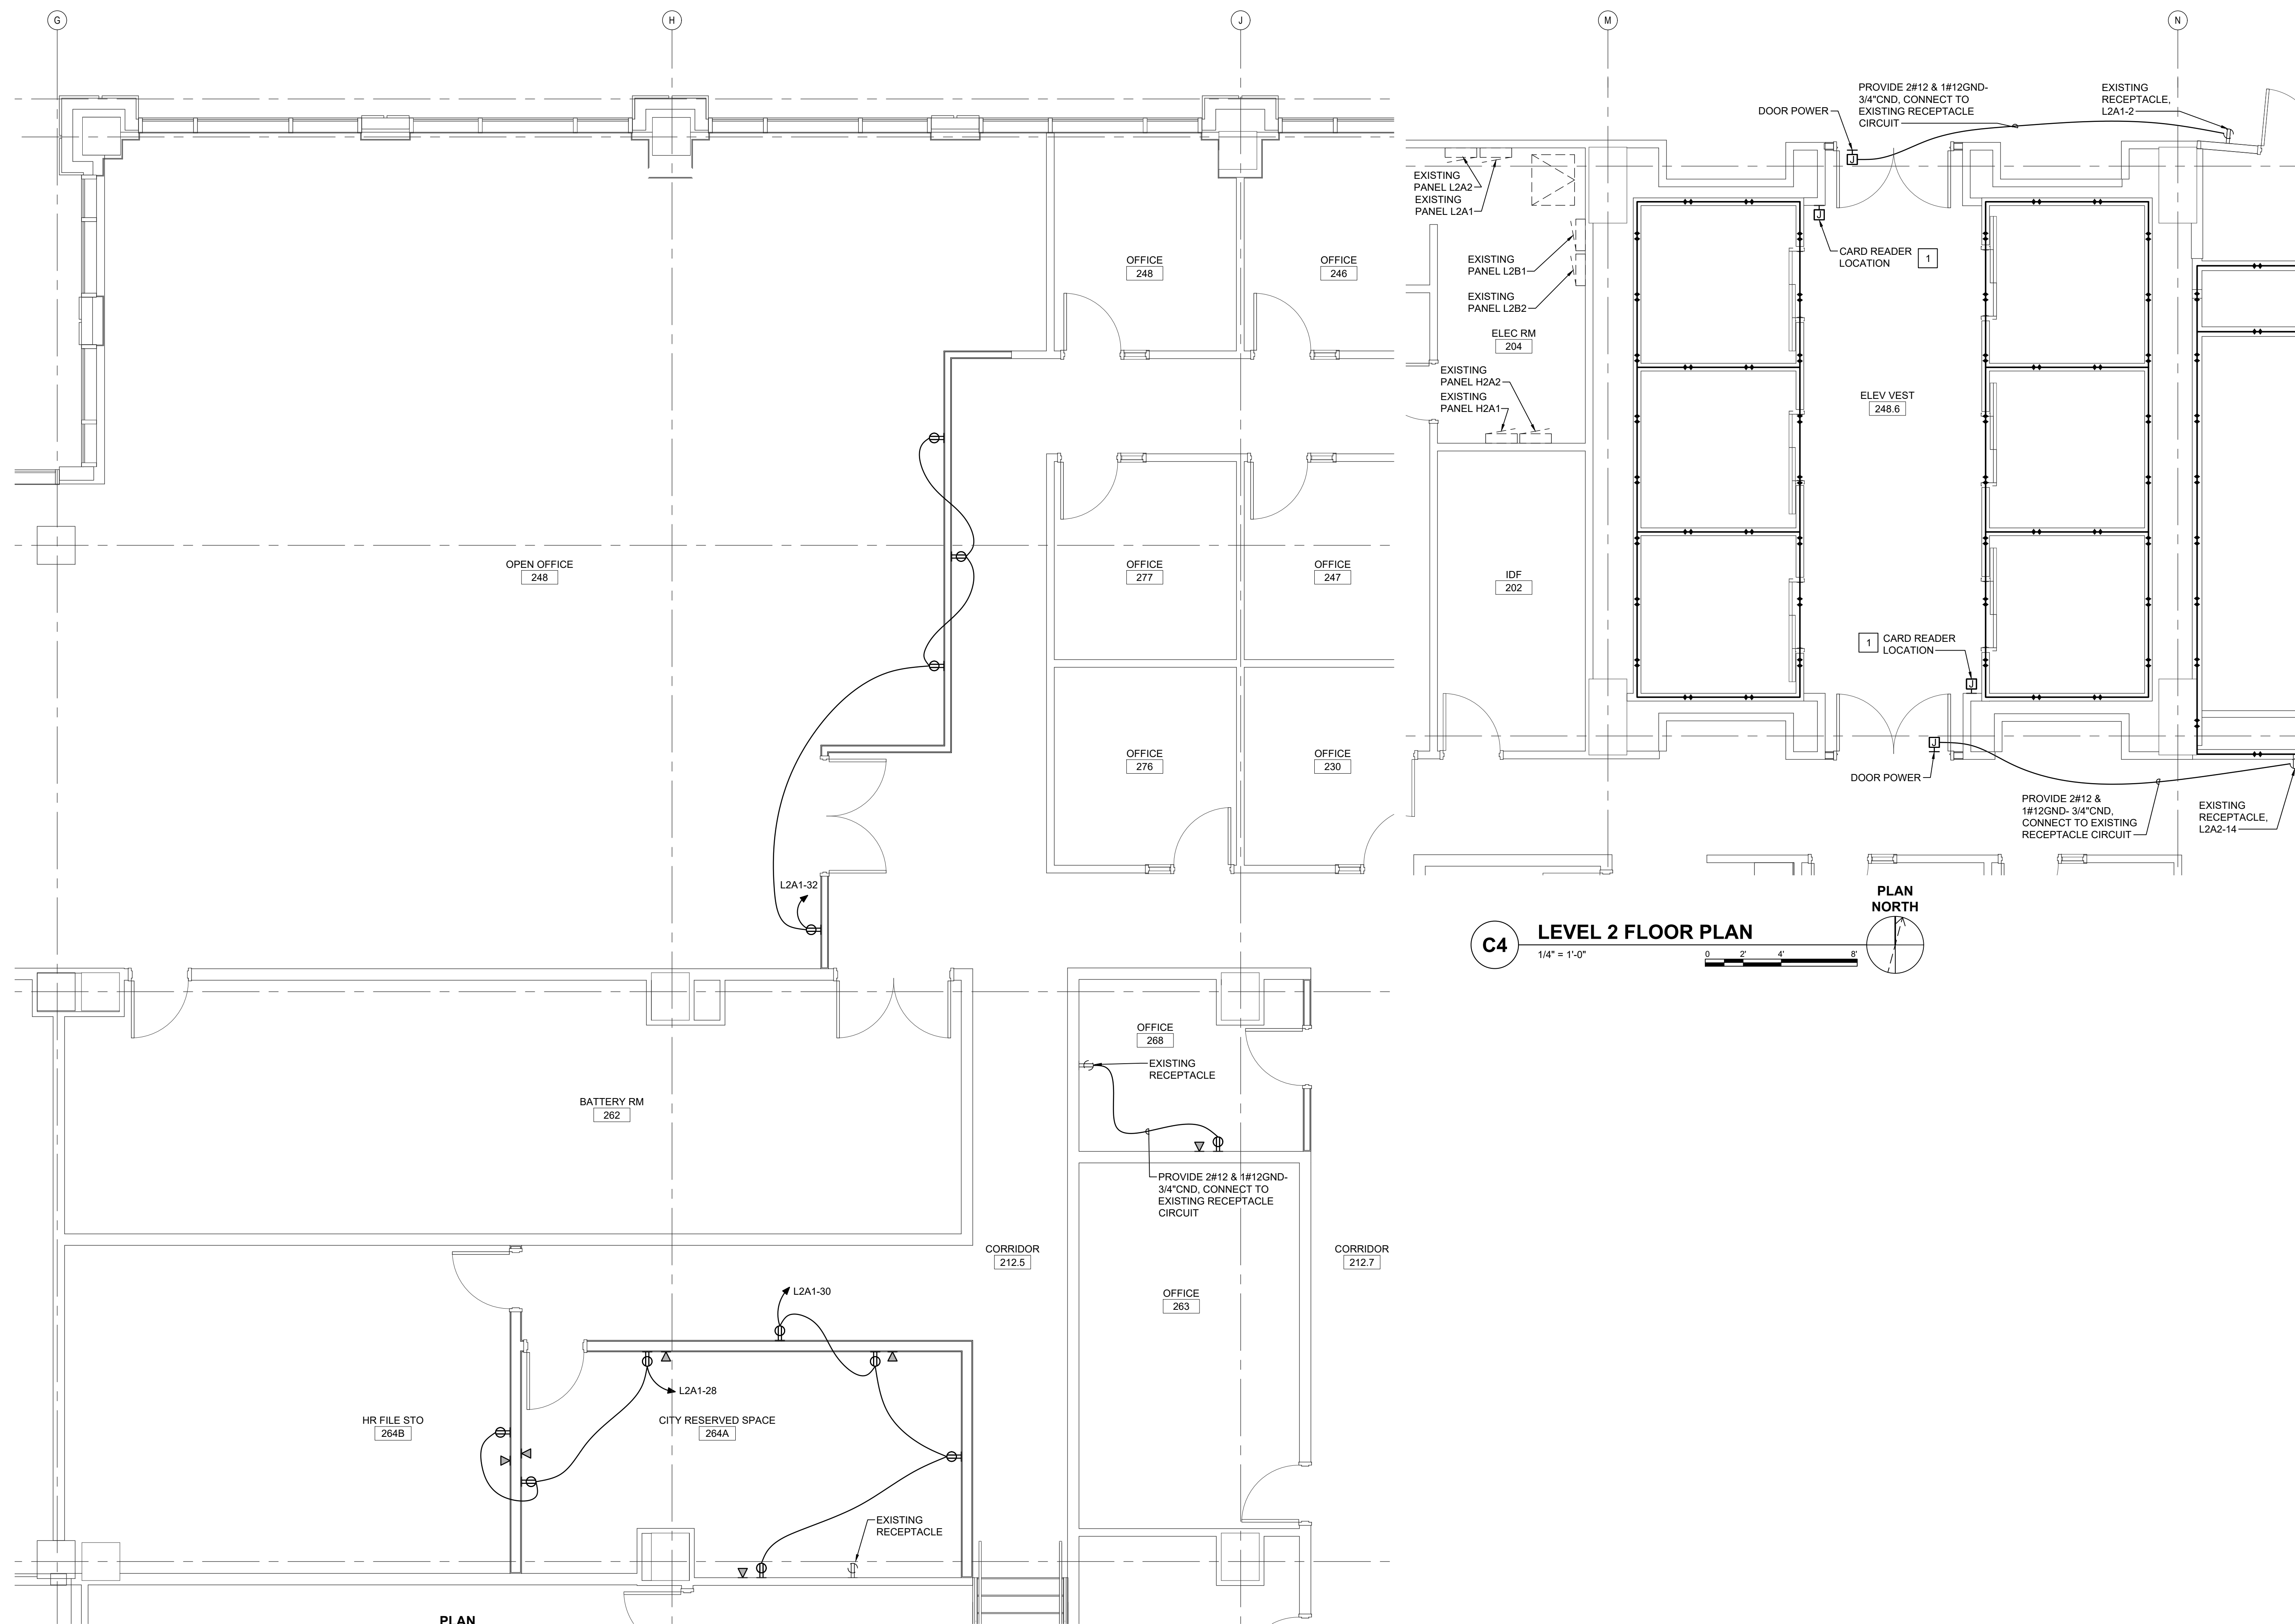 G
H
J
M
N
PROVIDE 2#12 & 1#12GND-
3/4"CND, CONNECT TO
EXISTING RECEPTACLE
CIRCUIT
DOOR POWER
EXISTING
RECEPTACLE,
L2A1-2
J
EXISTING
PANEL L2A2
EXISTING
PANEL L2A1
J
CARD READER
LOCATION
1
EXISTING
PANEL L2B1
EXISTING
PANEL L2B2
ELEC RM
204
EXISTING
PANEL H2A2
EXISTING
PANEL H2A1
ELEV VEST
248.6
OFFICE
248
OFFICE
246
OPEN OFFICE
248
OFFICE
277
OFFICE
247
IDF
202
1
CARD READER
LOCATION
J
J
DOOR POWER
OFFICE
276
OFFICE
230
PROVIDE 2#12 &
1#12GND- 3/4"CND,
CONNECT TO EXISTING
RECEPTACLE CIRCUIT
EXISTING
RECEPTACLE,
L2A2-14
L2A1-32
PLAN
NORTH
C4
LEVEL 2 FLOOR PLAN
1/4" = 1'-0"
0 2' 4' 8'
OFFICE
268
EXISTING
RECEPTACLE
BATTERY RM
262
PROVIDE 2#12 & 1#12GND-
3/4"CND, CONNECT TO
EXISTING RECEPTACLE
CIRCUIT
CORRIDOR
212.5
CORRIDOR
212.7
L2A1-30
OFFICE
263
L2A1-28
HR FILE STO
264B
CITY RESERVED SPACE
264A
EXISTING
RECEPTACLE
PLAN